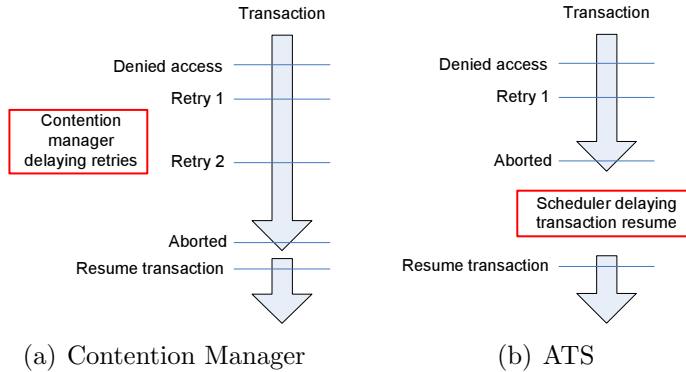 Transaction
Denied access
Retry 1
Contention
manager
delaying retries
Retry 2
Aborted
Resume transaction
(a) Contention Manager
Transaction
Denied access
Retry 1
Aborted
Scheduler delaying
transaction resume
Resume transaction
(b) ATS